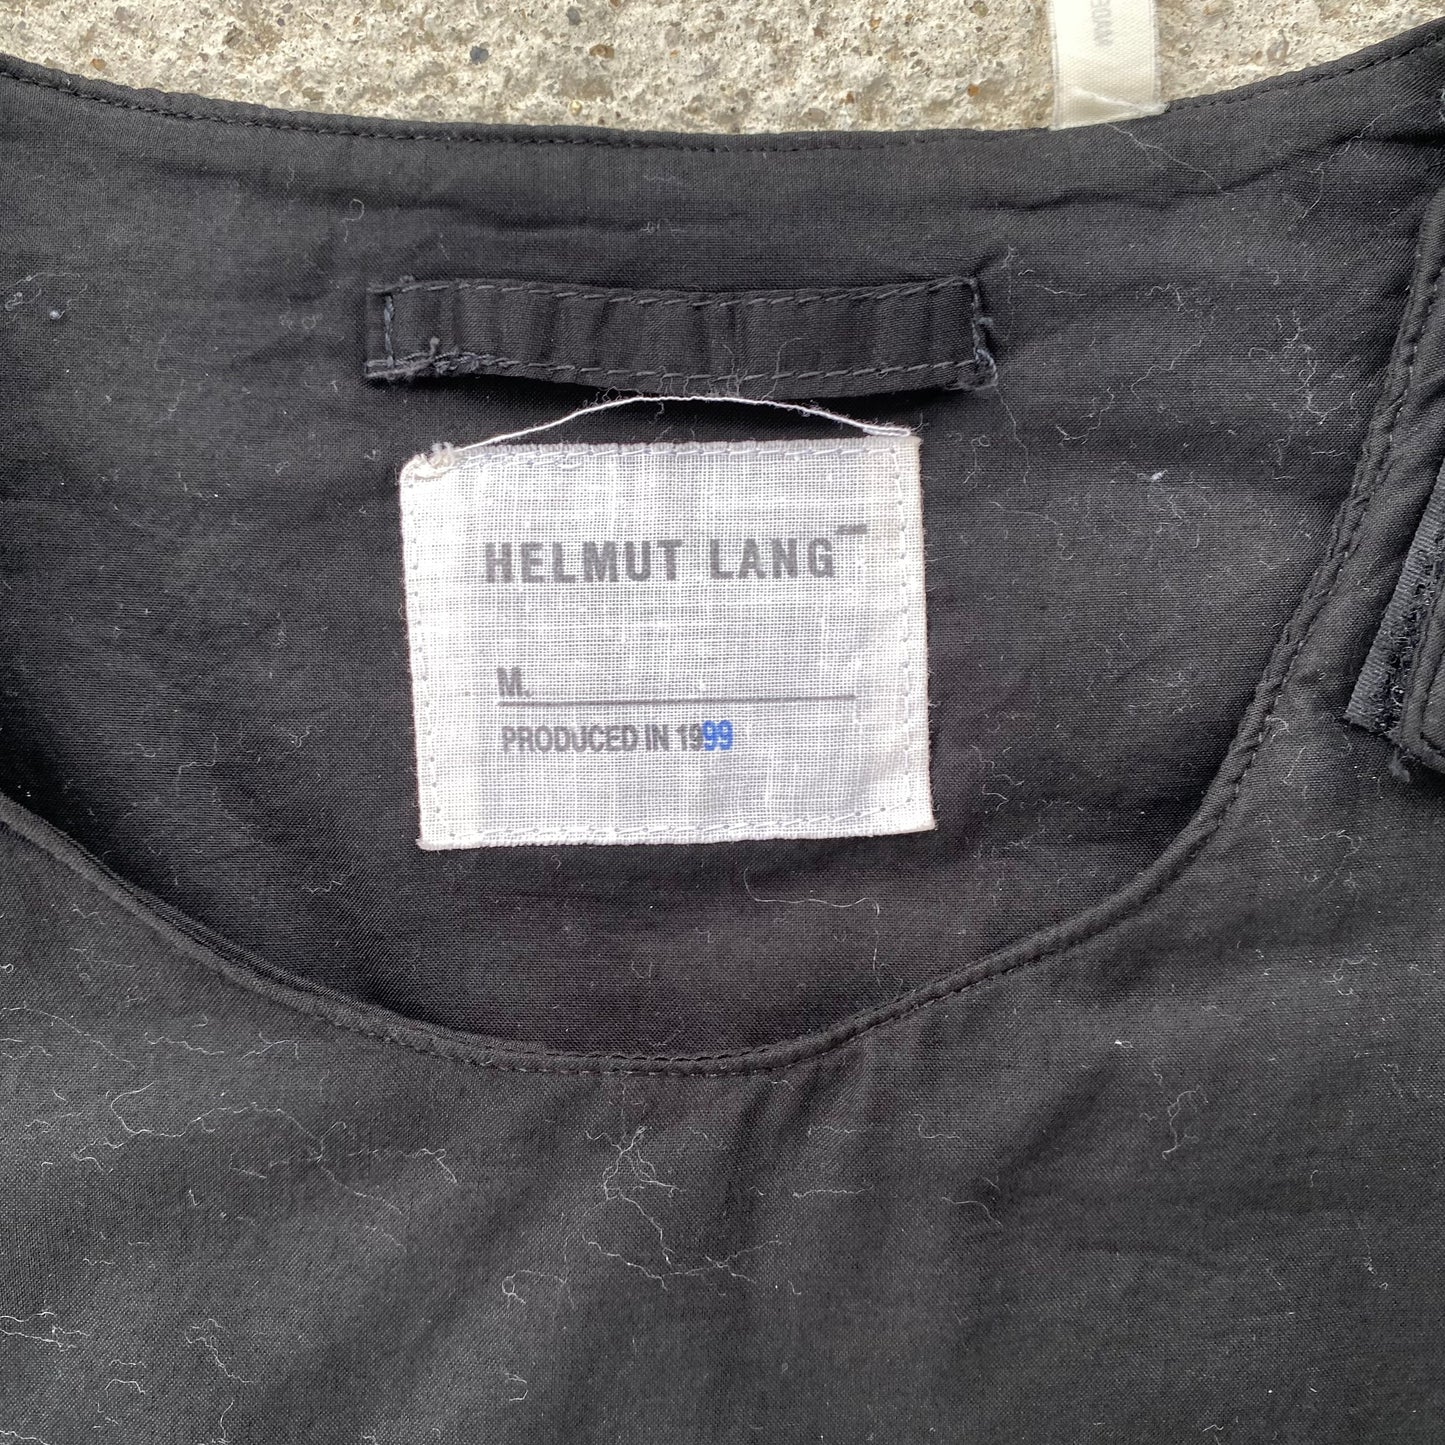 HELMUT LANG
M.
PRODUCED IN 1999